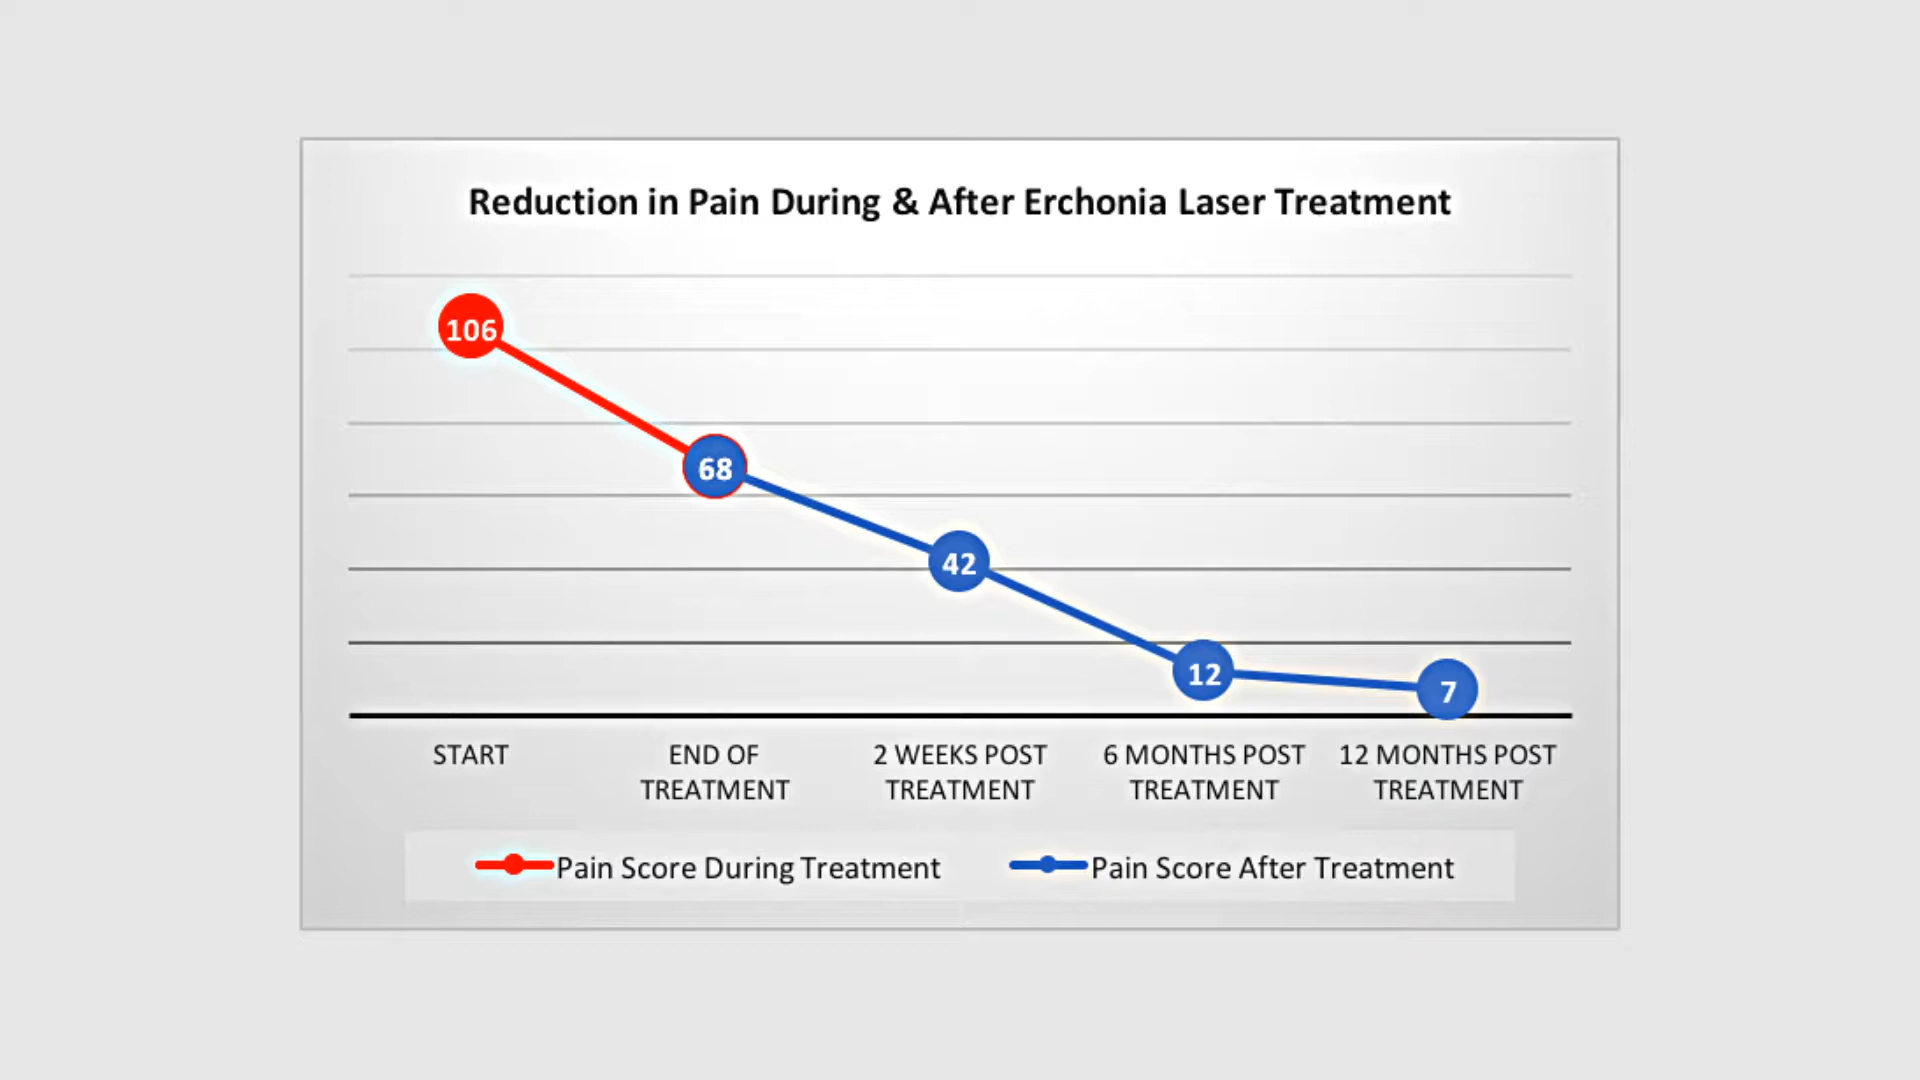 Reduction in Pain During & After Erchonia Laser Treatment
106
68
42
12
7
START
END OF
TREATMENT
2 WEEKS POST
TREATMENT
6 MONTHS POST
TREATMENT
12 MONTHS POST
TREATMENT
Pain Score During Treatment
Pain Score After Treatment